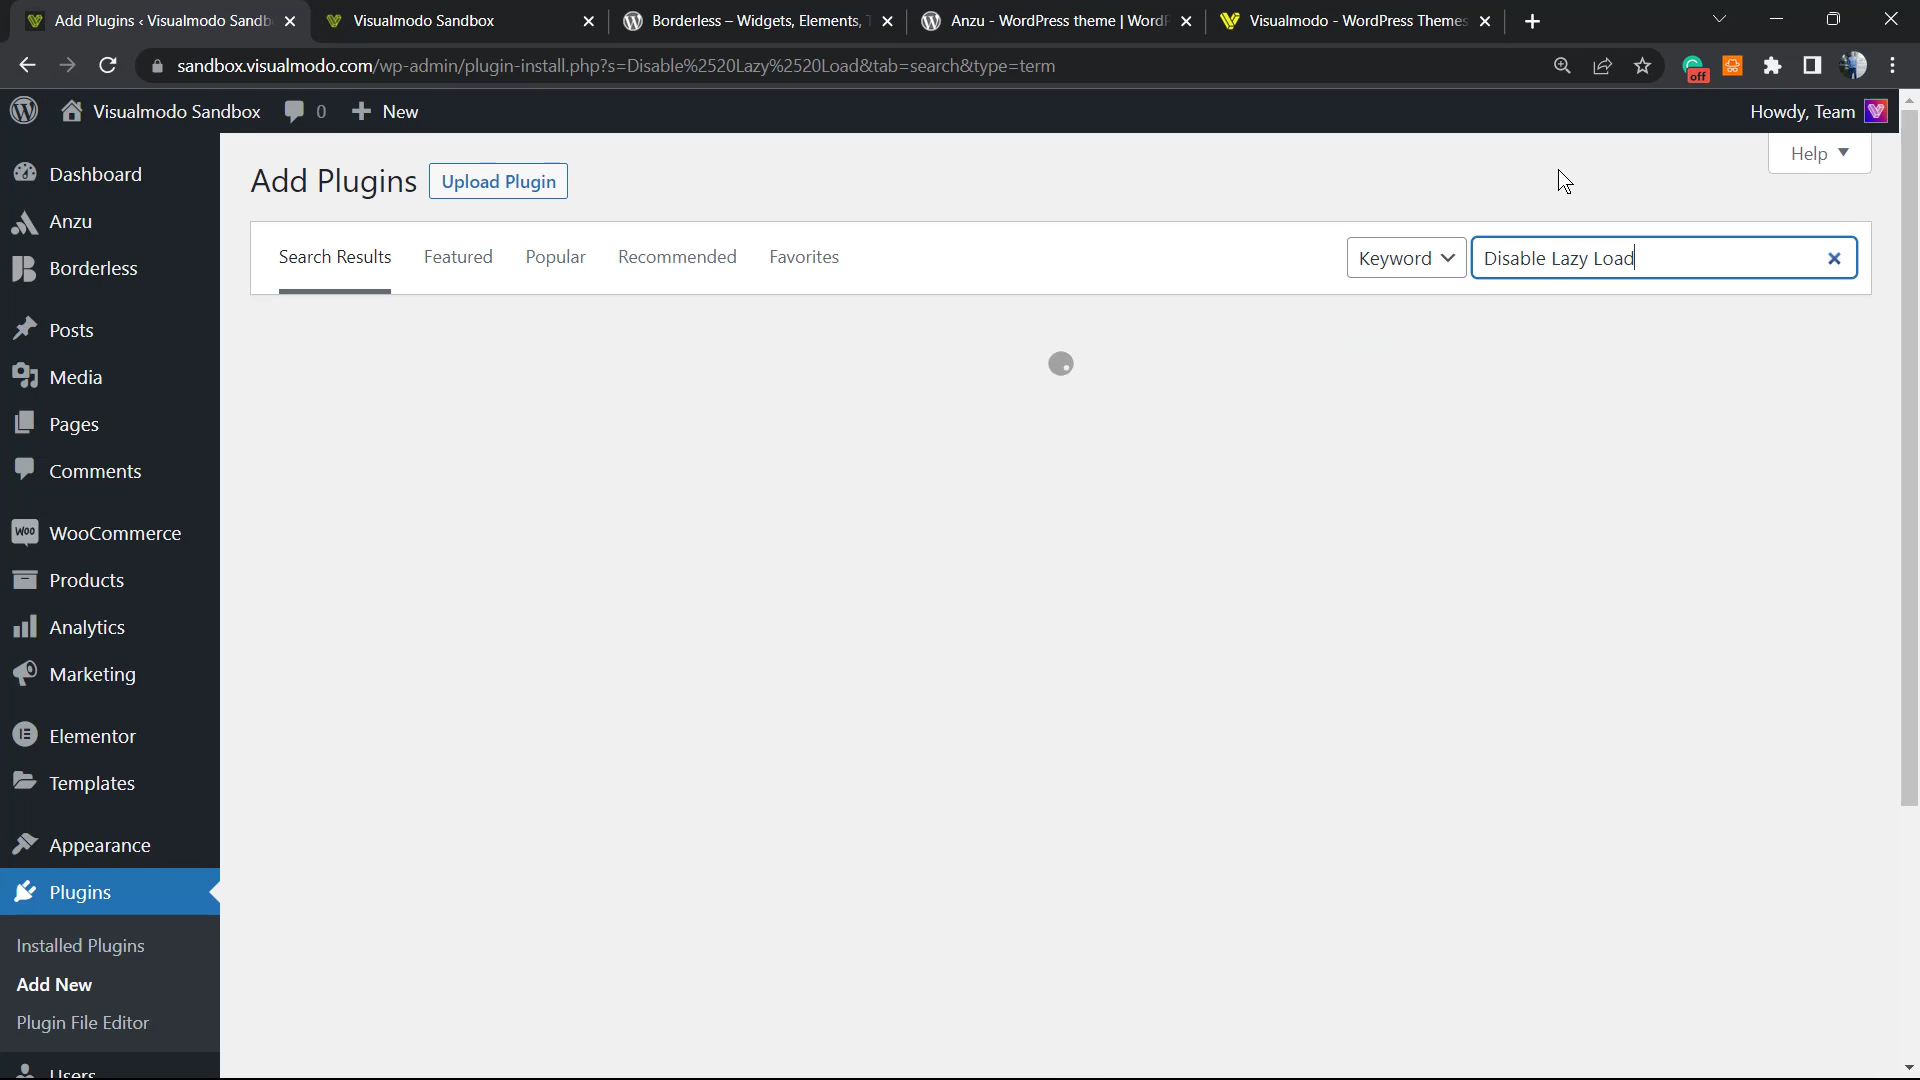 Add Plugins ‹ Visualmodo Sandb
Visualmodo Sandbox
Borderless – Widgets, Elements, T
Anzu - WordPress theme | WordP
Visualmodo - WordPress Themes
sandbox.visualmodo.com/wp-admin/plugin-install.php?s=Disable%2520Lazy%2520Load&tab=search&type=term
off
Visualmodo Sandbox
0
New
Howdy, Team
Help
Dashboard
Anzu
Borderless
Posts
Media
Pages
Comments
Woo
WooCommerce
Products
Analytics
Marketing
Elementor
Templates
Appearance
Plugins
Installed Plugins
Add New
Plugin File Editor
Users
Add Plugins
Upload Plugin
Search Results
Featured
Popular
Recommended
Favorites
Keyword
Disable Lazy Load